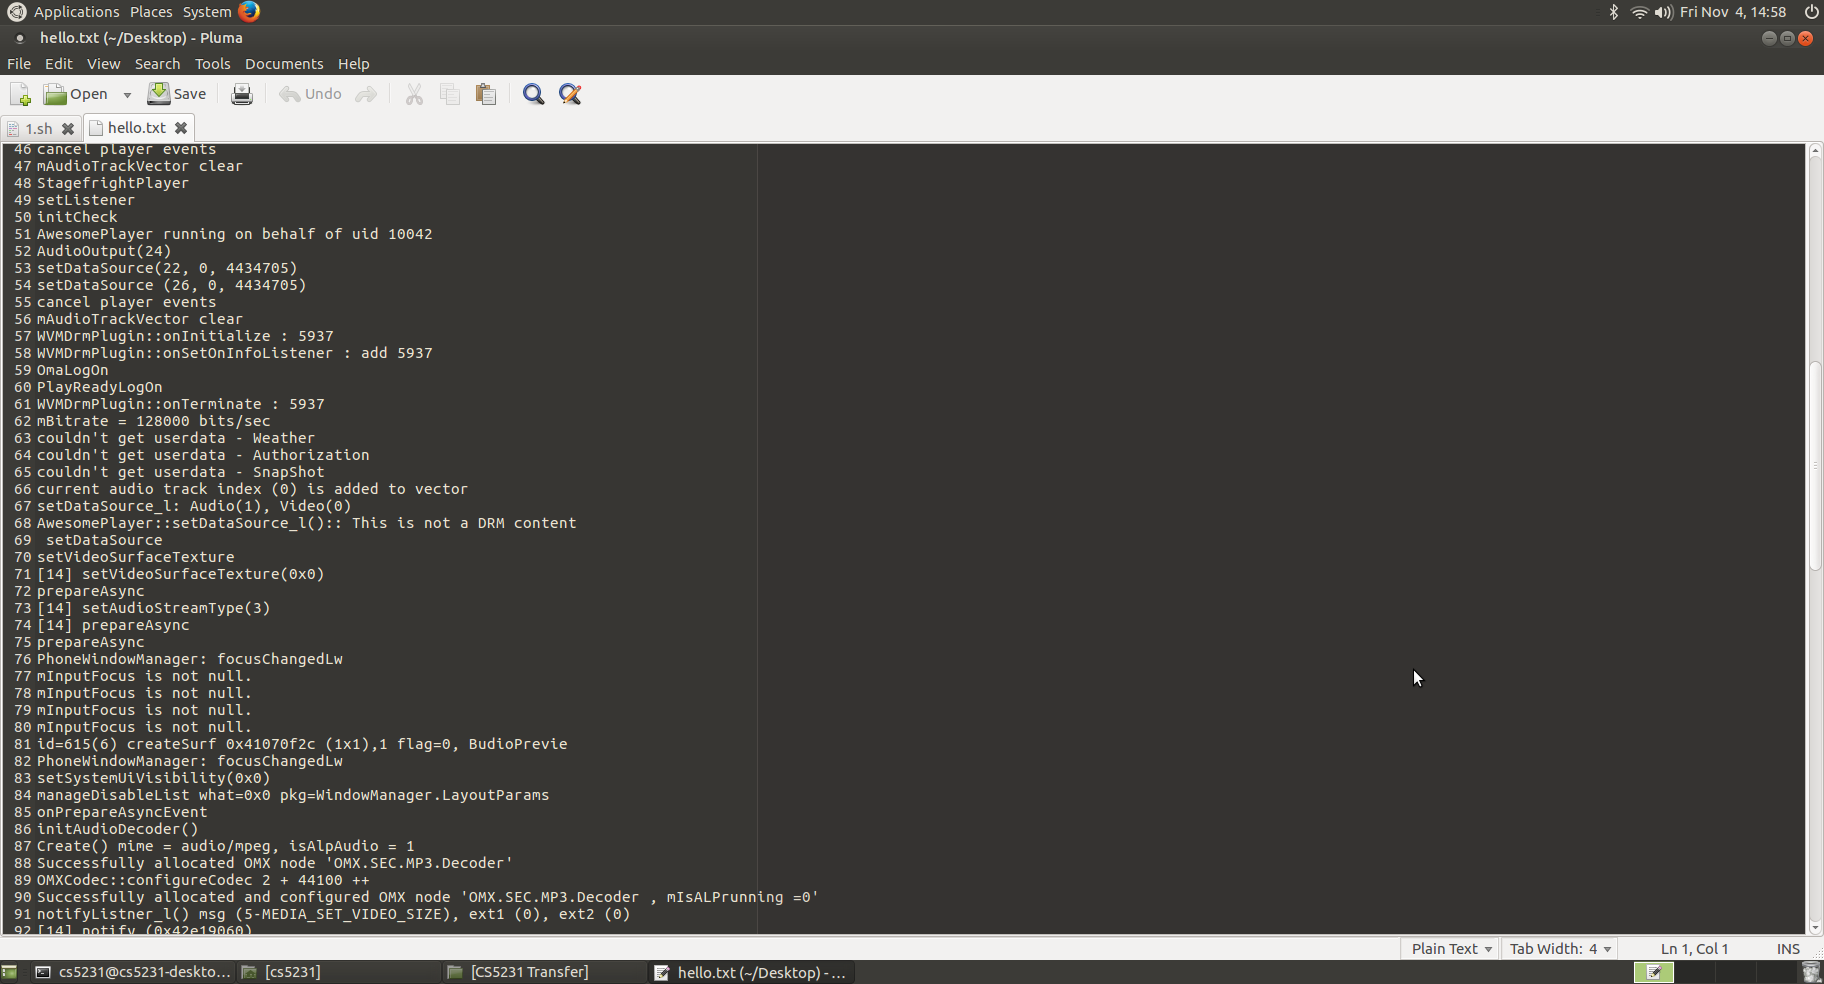 Applications Places System Fri Nov 4, 14:58
hello.txt (~/Desktop) - Pluma
File Edit View Search Tools Documents Help
Open Save Undo
1.sh hello.txt
46 cancel player events
47 mAudioTrackVector clear
48 StagefrightPlayer
49 setListener
50 initCheck
51 AwesomePlayer running on behalf of uid 10042
52 AudioOutput(24)
53 setDataSource(22, 0, 4434705)
54 setDataSource (26, 0, 4434705)
55 cancel player events
56 mAudioTrackVector clear
57 WVMDrmPlugin::onInitialize : 5937
58 WVMDrmPlugin::onSetOnInfoListener : add 5937
59 OmaLogOn
60 PlayReadyLogOn
61 WVMDrmPlugin::onTerminate : 5937
62 mBitrate = 128000 bits/sec
63 couldn't get userdata - Weather
64 couldn't get userdata - Authorization
65 couldn't get userdata - SnapShot
66 current audio track index (0) is added to vector
67 setDataSource_l: Audio(1), Video(0)
68 AwesomePlayer::setDataSource_l():: This is not a DRM content
69  setDataSource
70 setVideoSurfaceTexture
71 [14] setVideoSurfaceTexture(0x0)
72 prepareAsync
73 [14] setAudioStreamType(3)
74 [14] prepareAsync
75 prepareAsync
76 PhoneWindowManager: focusChangedLw
77 mInputFocus is not null.
78 mInputFocus is not null.
79 mInputFocus is not null.
80 mInputFocus is not null.
81 id=615(6) createSurf 0x41070f2c (1x1),1 flag=0, BudioPrevie
82 PhoneWindowManager: focusChangedLw
83 setSystemUiVisibility(0x0)
84 manageDisableList what=0x0 pkg=WindowManager.LayoutParams
85 onPrepareAsyncEvent
86 initAudioDecoder()
87 Create() mime = audio/mpeg, isAlpAudio = 1
88 Successfully allocated OMX node 'OMX.SEC.MP3.Decoder'
89 OMXCodec::configureCodec 2 + 44100 ++
90 Successfully allocated and configured OMX node 'OMX.SEC.MP3.Decoder , mIsALPrunning =0'
91 notifyListner_l() msg (5-MEDIA_SET_VIDEO_SIZE), ext1 (0), ext2 (0)
92 [14] notify (0x42e19060)
Plain Text Tab Width: 4 Ln 1, Col 1 INS
cs5231@cs5231-deskto... [cs5231] [CS5231 Transfer] hello.txt (~/Desktop) -...